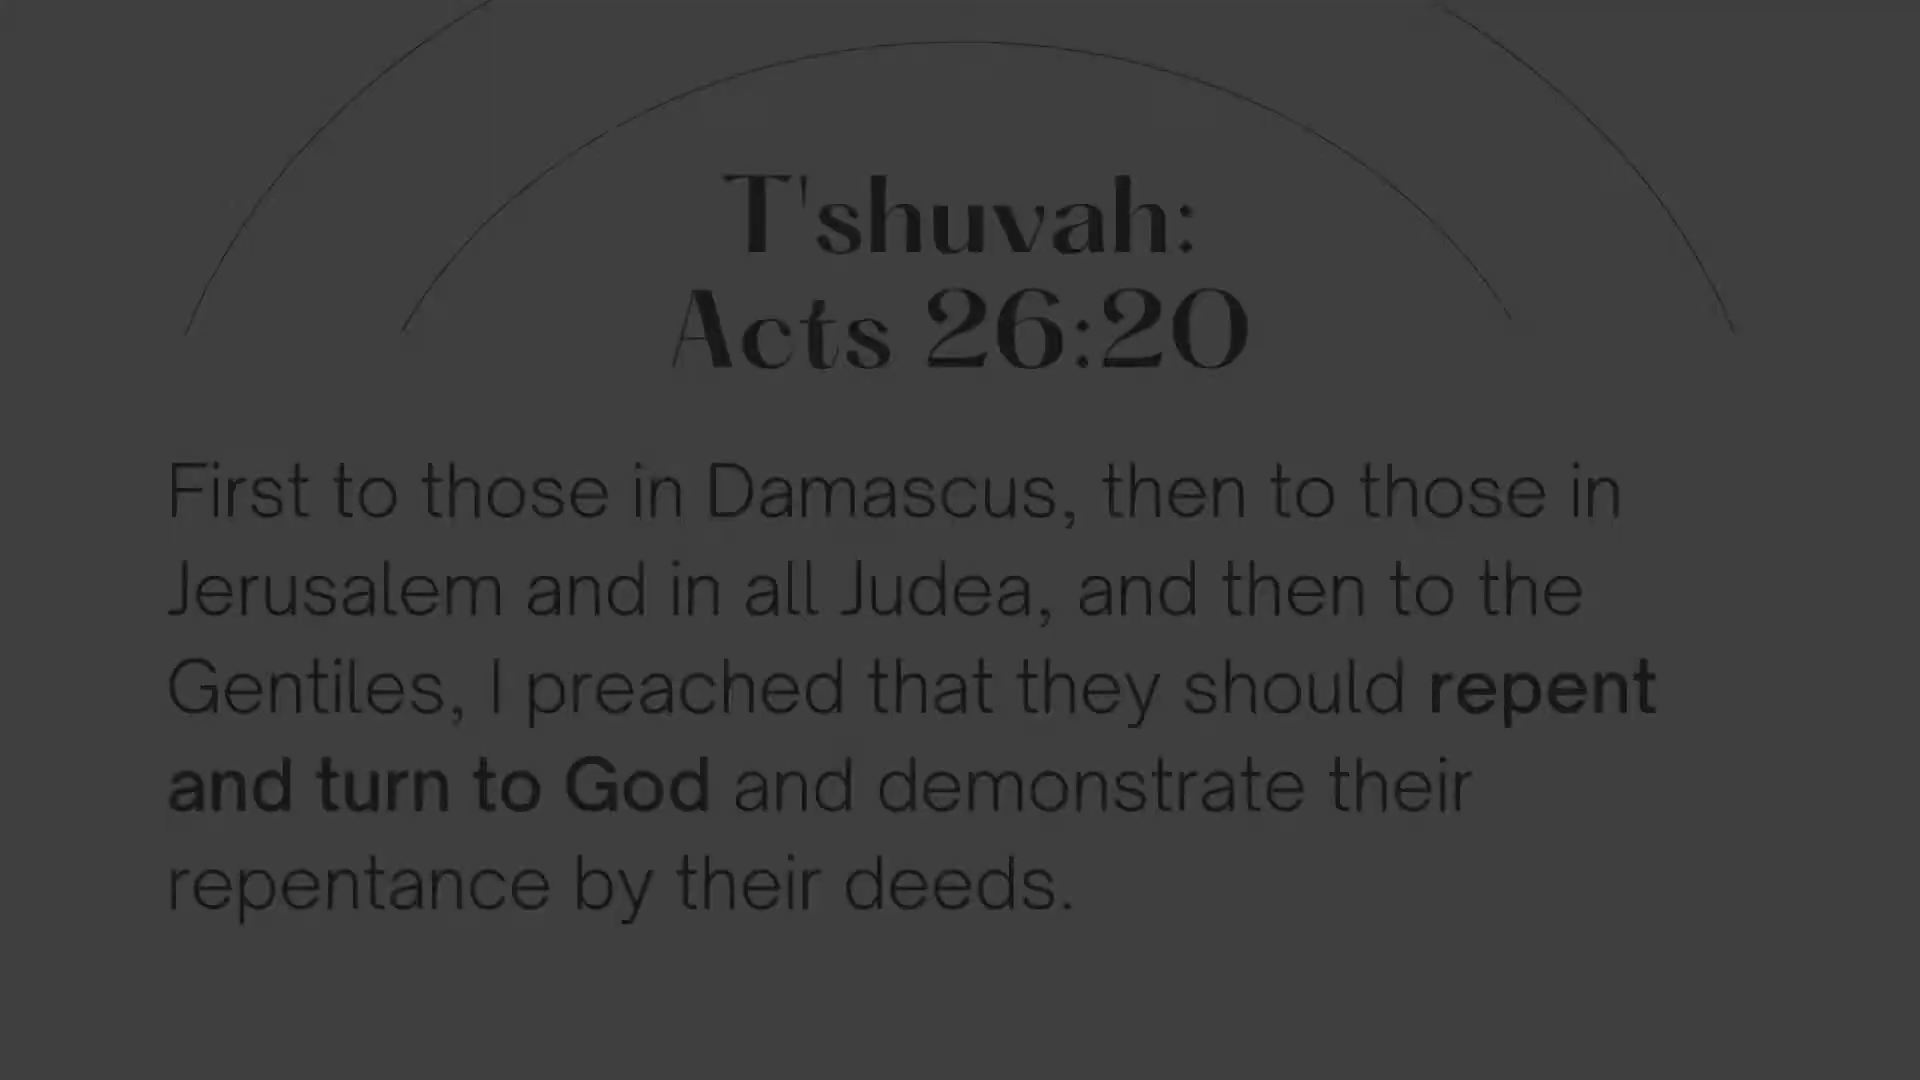 T'shuvah:
Acts 26:20
First to those in Damascus, then to those in
Jerusalem and in all Judea, and then to the
Gentiles, I preached that they should repent
and turn to God and demonstrate their
repentance by their deeds.